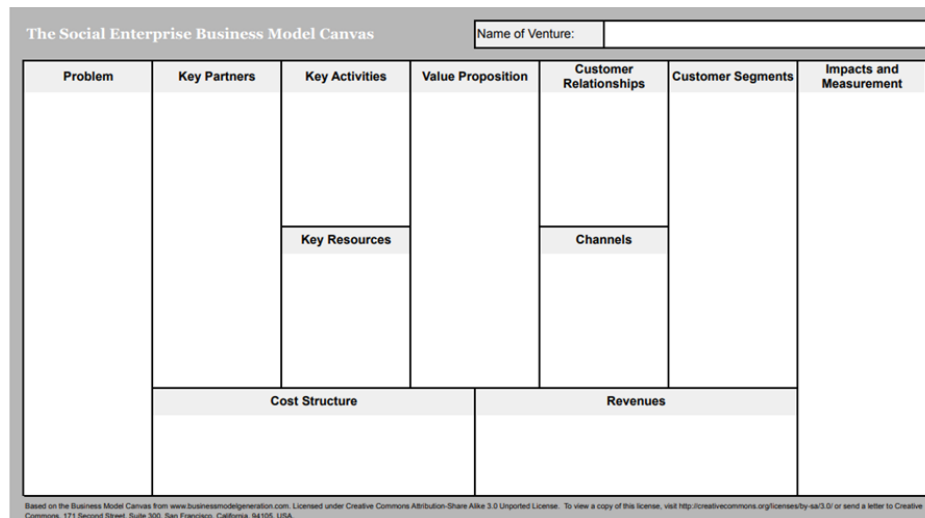 The Social Enterprise Business Model Canvas
Name of Venture:
Problem
Key Partners
Key Activities
Value Proposition
Customer
Relationships
Customer Segments
Impacts and
Measurement
Key Resources
Channels
Cost Structure
Revenues
Based on the Business Model Canvas from www.businessmodelgeneration.com. Licensed under Creative Commons Attribution-Share Alike 3.0 Unported License. To view a copy of this license, visit http://creativecommons.org/licenses/by-sa/3.0/ or send a letter to Creative
Commons, 171 Second Street, Suite 300, San Francisco, California, 94105, USA.